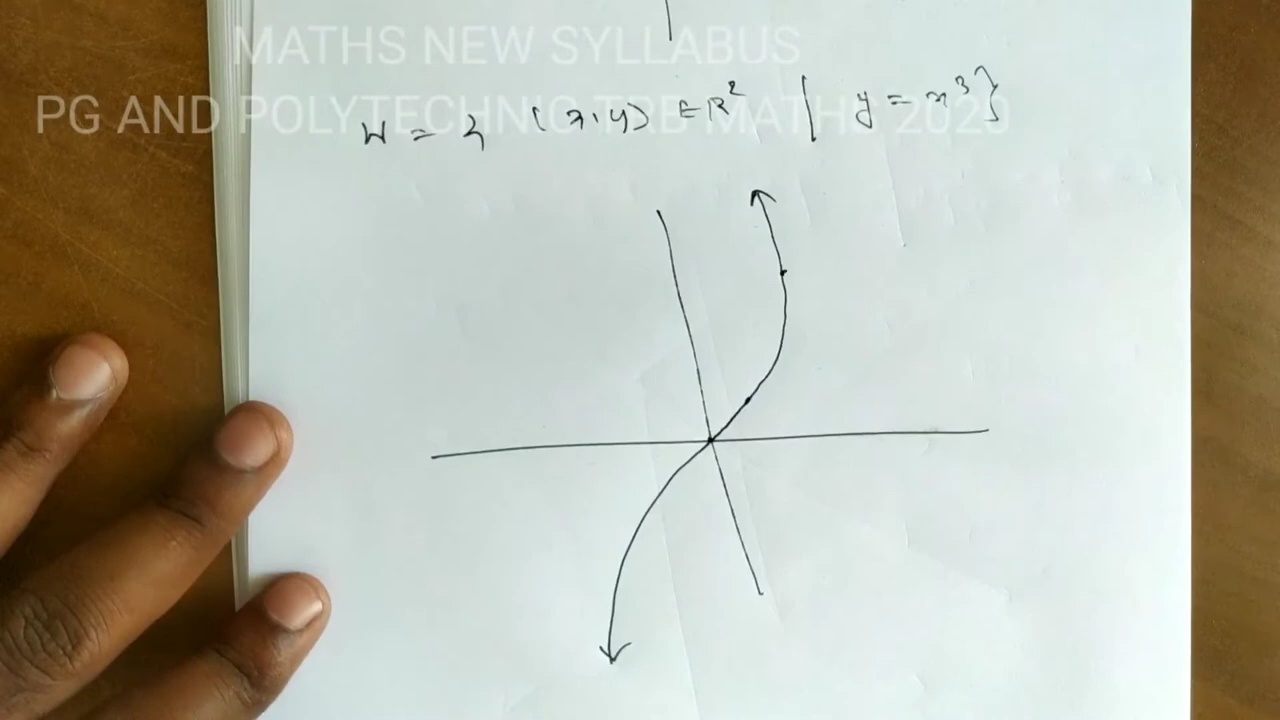 MATHS NEW SYLLABUS
PG AND POLYTECHNIC TRB MATHS 2020
W = { (x,y) ∈ R² | y = x³}